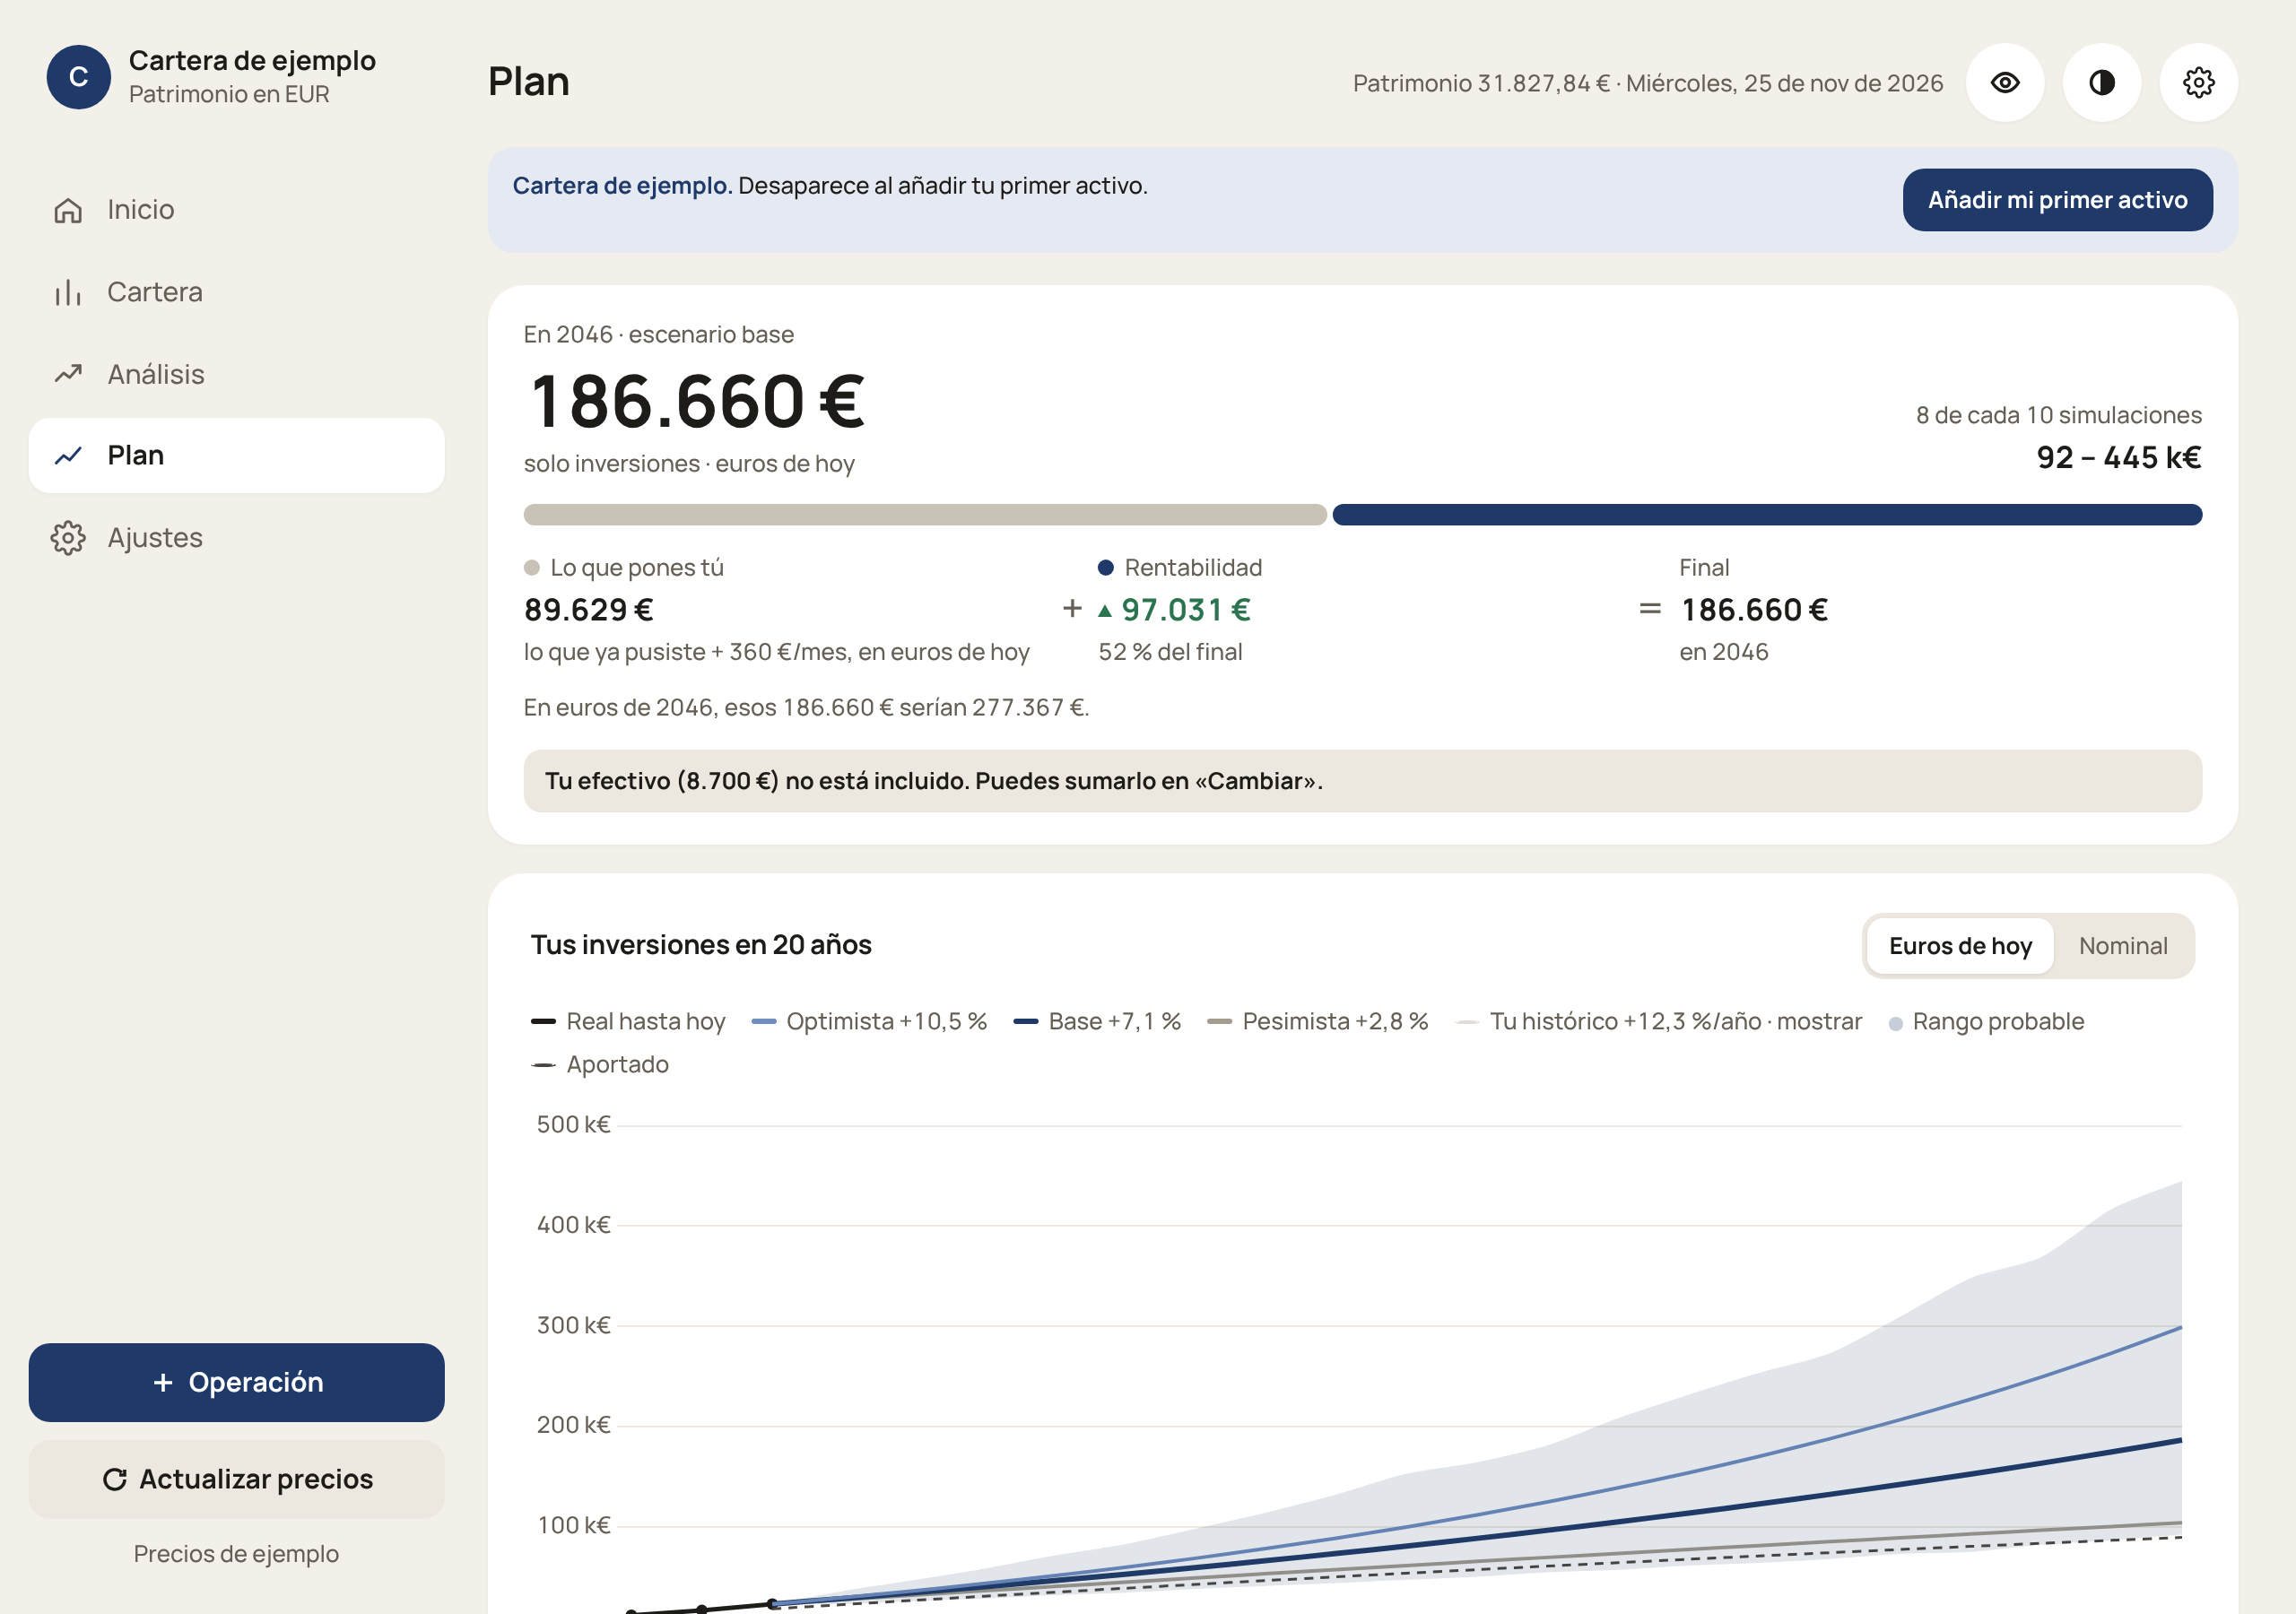 C
Cartera de ejemplo
Patrimonio en EUR
Inicio
Cartera
Análisis
Plan
Ajustes
+ Operación
Actualizar precios
Precios de ejemplo
Plan
Patrimonio 31.827,84 € · Miércoles, 25 de nov de 2026
Cartera de ejemplo. Desaparece al añadir tu primer activo.
Añadir mi primer activo
En 2046 · escenario base
186.660 €
solo inversiones · euros de hoy
8 de cada 10 simulaciones
92 – 445 k€
Lo que pones tú
89.629 €
lo que ya pusiste + 360 €/mes, en euros de hoy
+
Rentabilidad
▲ 97.031 €
52 % del final
=
Final
186.660 €
en 2046
En euros de 2046, esos 186.660 € serían 277.367 €.
Tu efectivo (8.700 €) no está incluido. Puedes sumarlo en «Cambiar».
Tus inversiones en 20 años
Euros de hoy
Nominal
Real hasta hoy
Optimista +10,5 %
Base +7,1 %
Pesimista +2,8 %
Tu histórico +12,3 %/año · mostrar
Rango probable
Aportado
500 k€
400 k€
300 k€
200 k€
100 k€